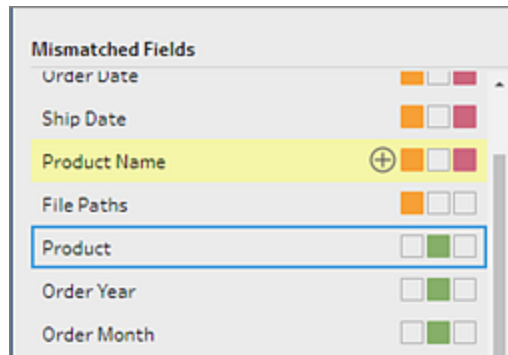 Mismatched Fields
Order Date
Ship Date
Product Name
File Paths
Product
Order Year
Order Month